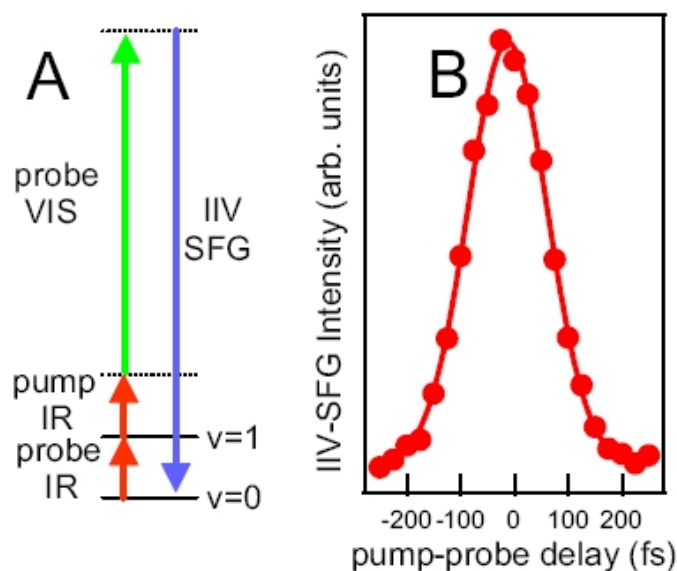 A
probe
VIS
IIV
SFG
pump
IR
probe
IR
v=1
v=0
B
IIV-SFG Intensity (arb. units)
-200 -100 0 100 200
pump-probe delay (fs)